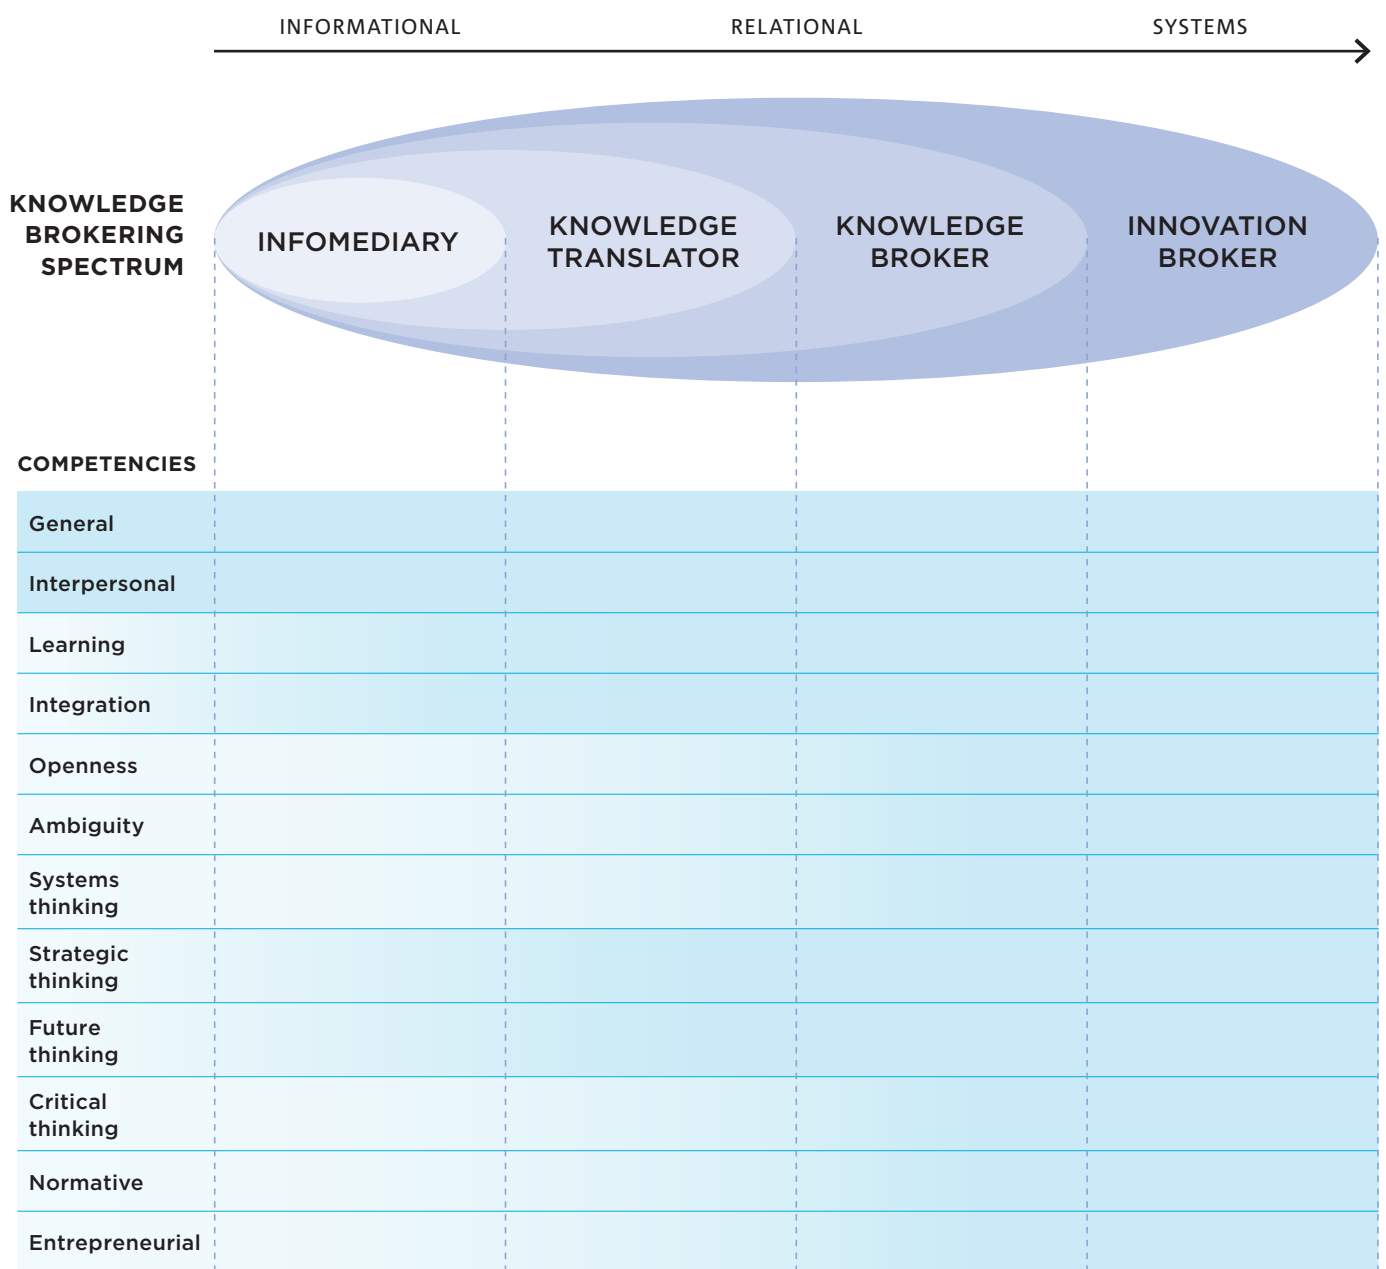 INFORMATIONAL RELATIONAL SYSTEMS
KNOWLEDGE
BROKERING
SPECTRUM
INFOMEDIARY
KNOWLEDGE
TRANSLATOR
KNOWLEDGE
BROKER
INNOVATION
BROKER
COMPETENCIES
General
Interpersonal
Learning
Integration
Openness
Ambiguity
Systems
thinking
Strategic
thinking
Future
thinking
Critical
thinking
Normative
Entrepreneurial